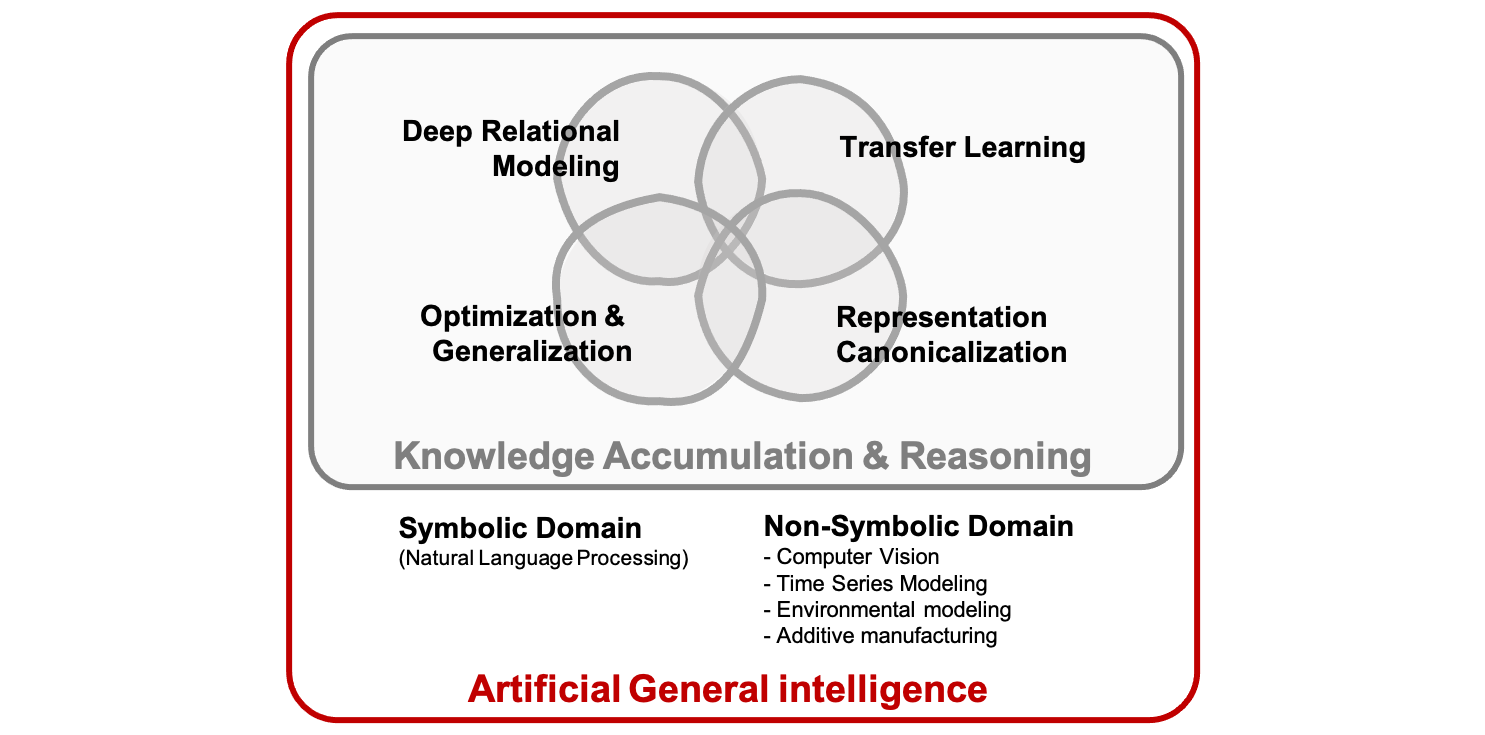 Deep Relational
Modeling
Transfer Learning
Optimization &
Generalization
Representation
Canonicalization
Knowledge Accumulation & Reasoning
Symbolic Domain
(Natural Language Processing)
Non-Symbolic Domain
- Computer Vision
- Time Series Modeling
- Environmental modeling
- Additive manufacturing
Artificial General intelligence